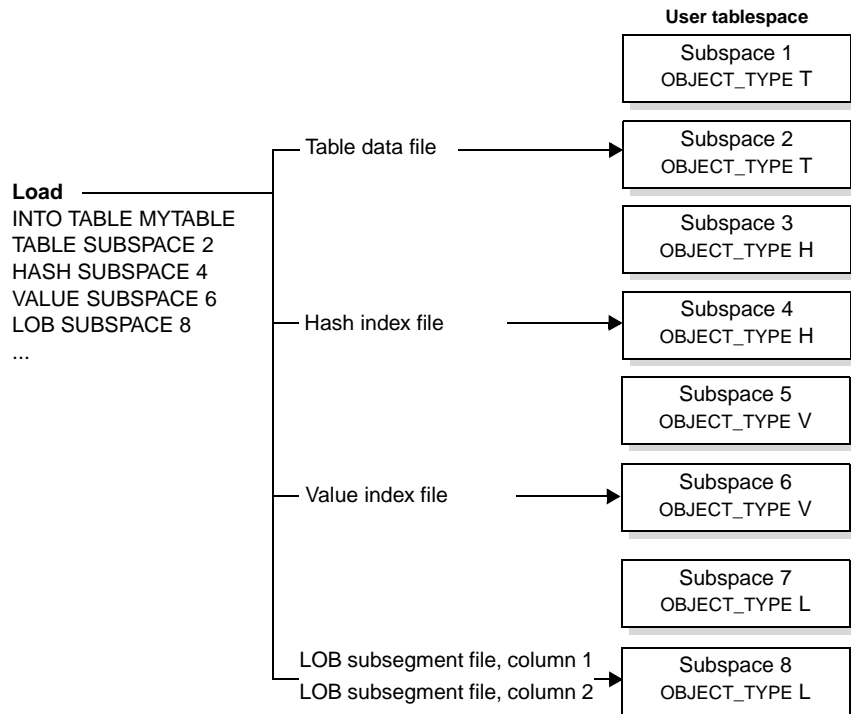 User tablespace
Subspace 1
OBJECT_TYPE T
Table data file
Subspace 2
OBJECT_TYPE T
Load
INTO TABLE MYTABLE
TABLE SUBSPACE 2
HASH SUBSPACE 4
VALUE SUBSPACE 6
LOB SUBSPACE 8
...
Subspace 3
OBJECT_TYPE H
Hash index file
Subspace 4
OBJECT_TYPE H
Subspace 5
OBJECT_TYPE V
Value index file
Subspace 6
OBJECT_TYPE V
Subspace 7
OBJECT_TYPE L
LOB subsegment file, column 1
LOB subsegment file, column 2
Subspace 8
OBJECT_TYPE L